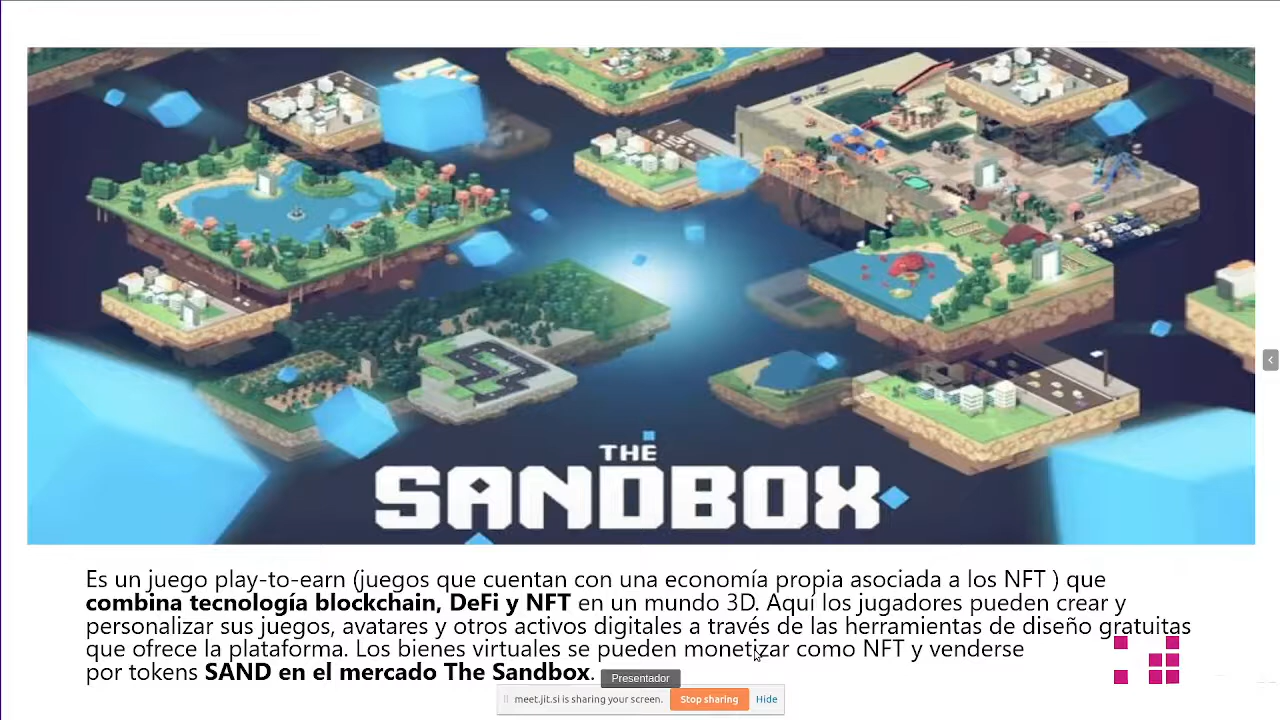 THE
SANDBOX
Es un juego play-to-earn (juegos que cuentan con una economía propia asociada a los NFT ) que
combina tecnología blockchain, DeFi y NFT en un mundo 3D. Aquí los jugadores pueden crear y
personalizar sus juegos, avatares y otros activos digitales a través de las herramientas de diseño gratuitas
que ofrece la plataforma. Los bienes virtuales se pueden monetizar como NFT y venderse
por tokens SAND en el mercado The Sandbox.
Presentador
meet.jit.si is sharing your screen. Stop sharing Hide